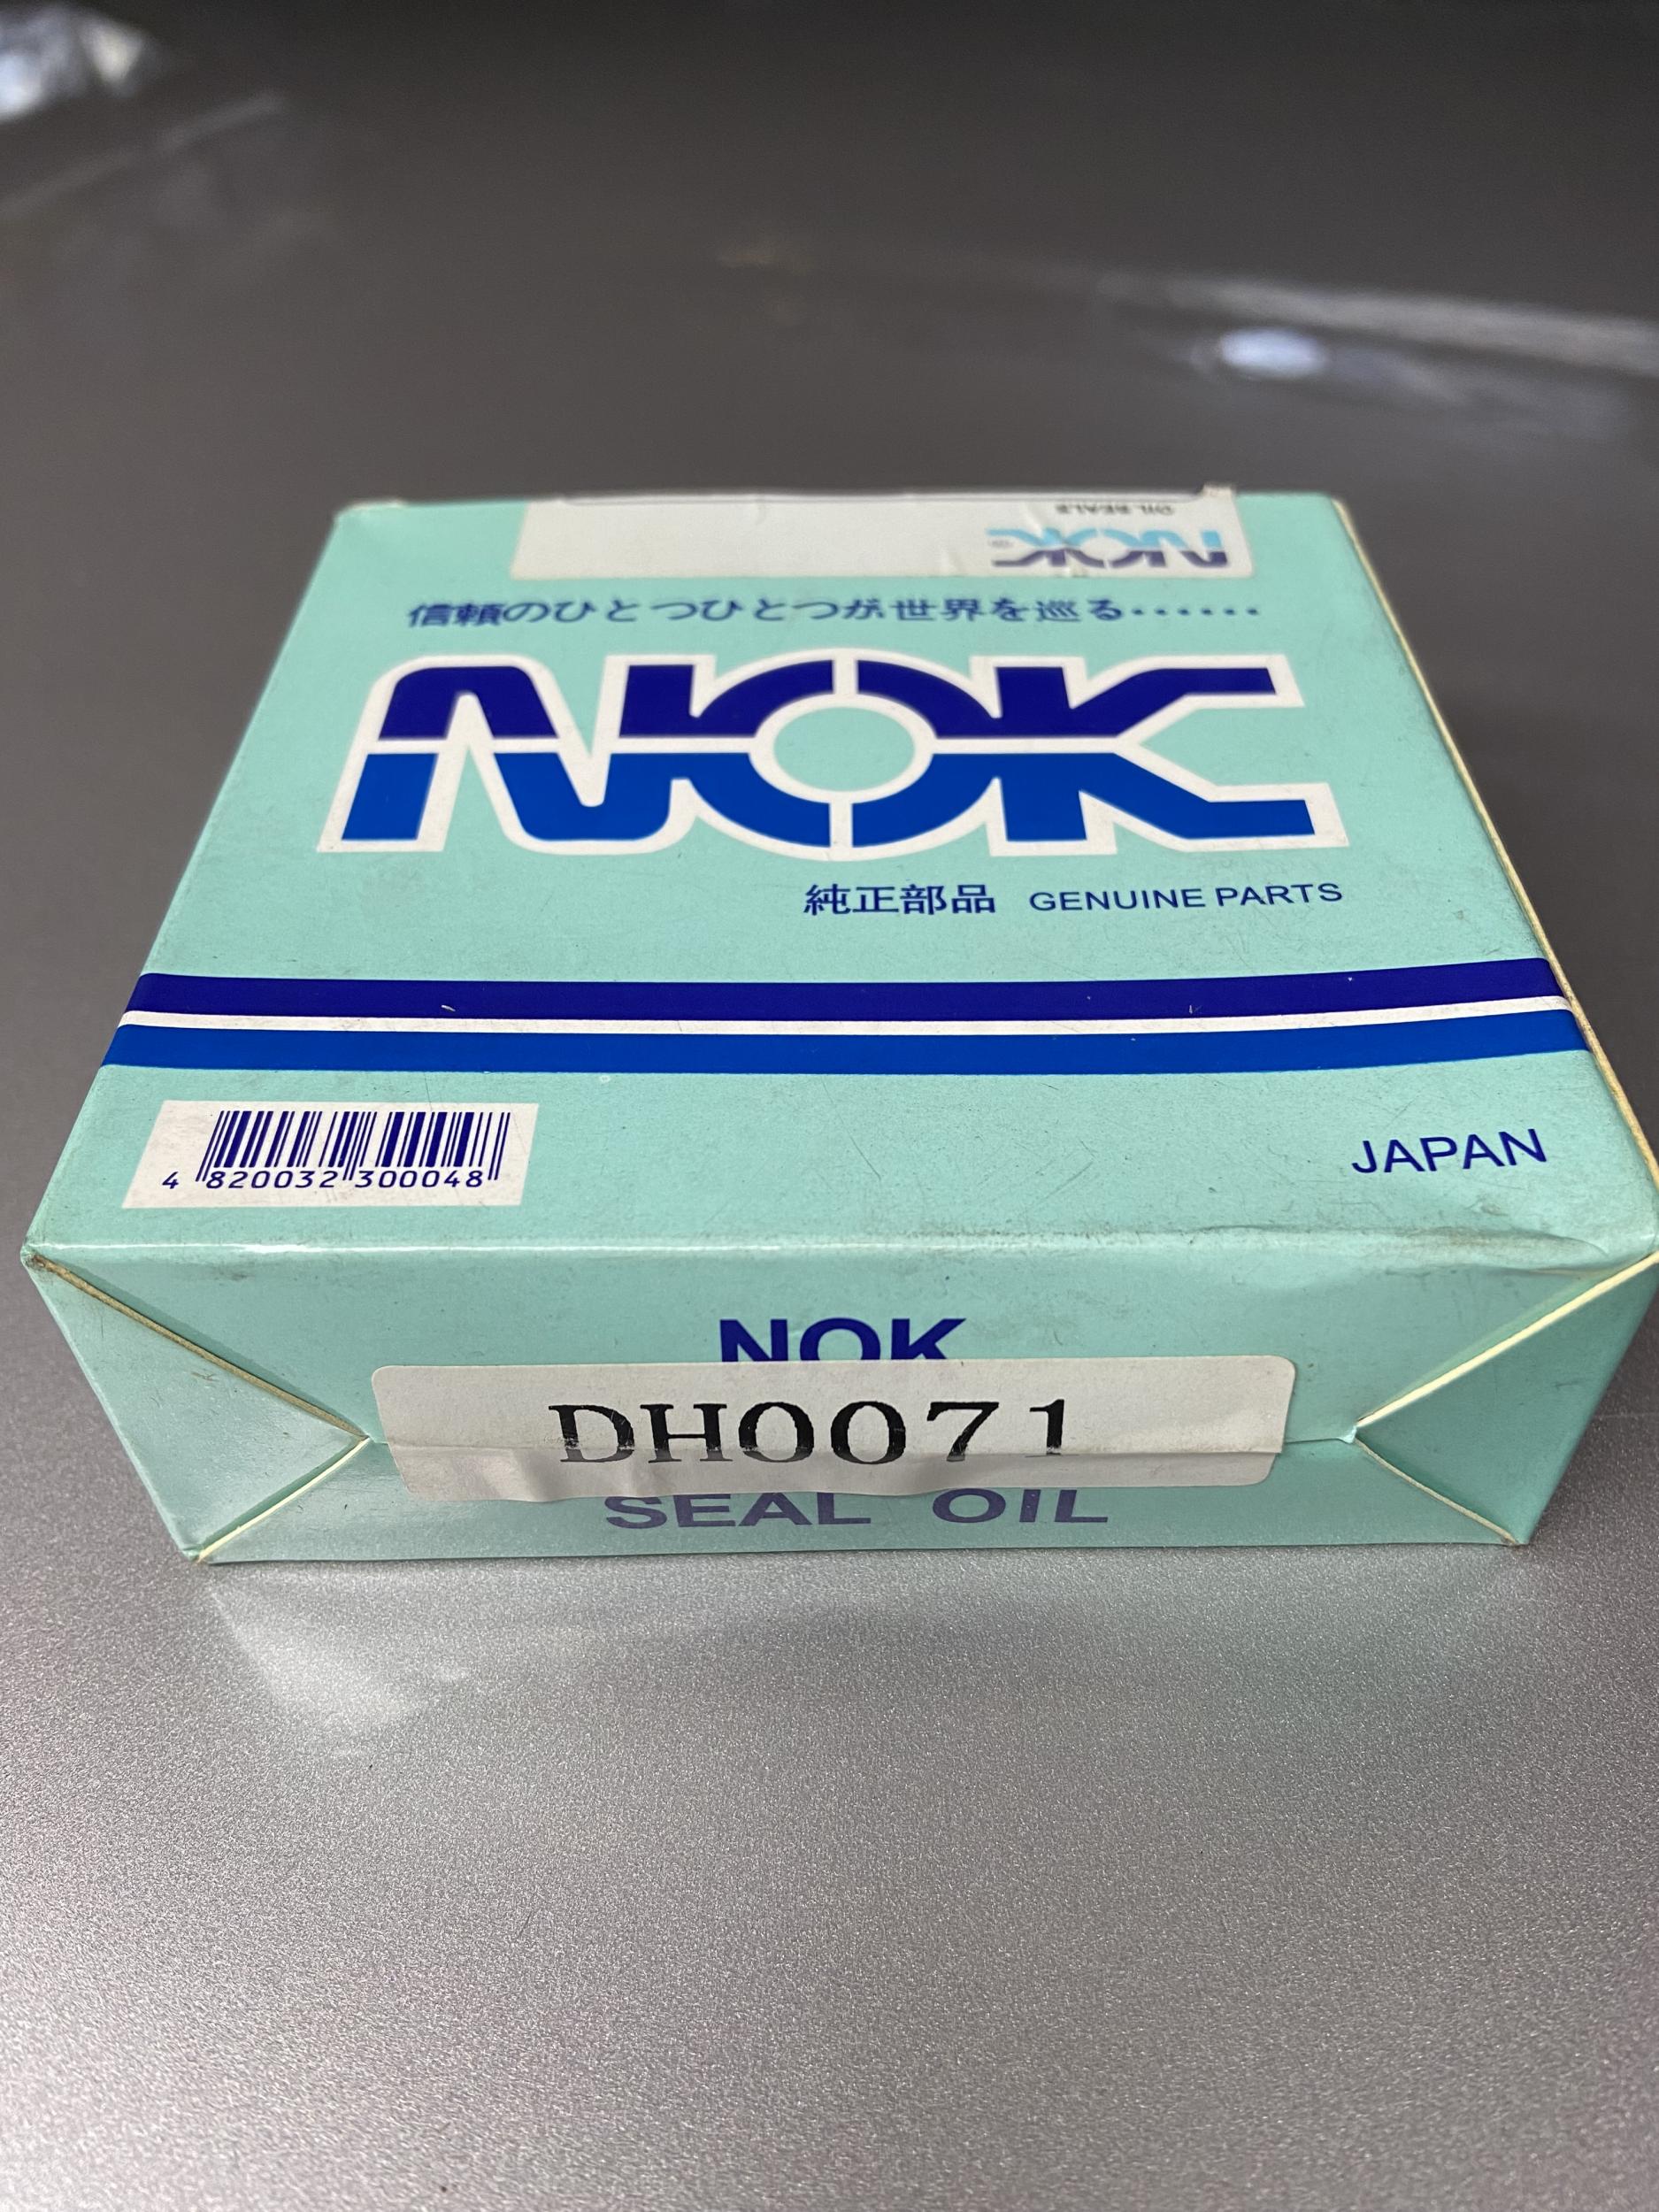 OIL SEALS
NOK
信頼のひとつひとつが世界を巡る・・・・・・
NOK
純正部品 GENUINE PARTS
4 820032 300048
JAPAN
NOK
DH0071
SEAL OIL